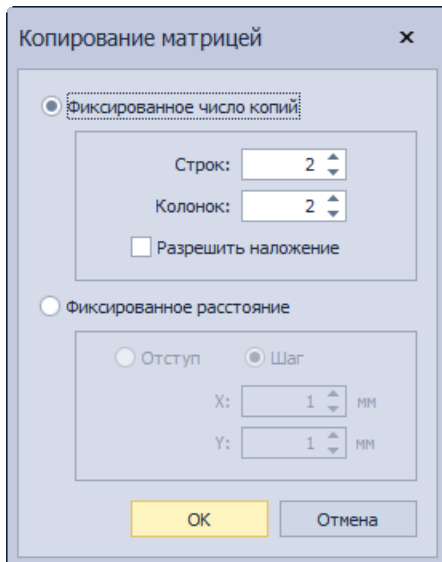 Копирование матрицей
Фиксированное число копий
Строк: 2
Колонок: 2
Разрешить наложение
Фиксированное расстояние
Отступ Шаг
X: 1 мм
Y: 1 мм
ОК Отмена